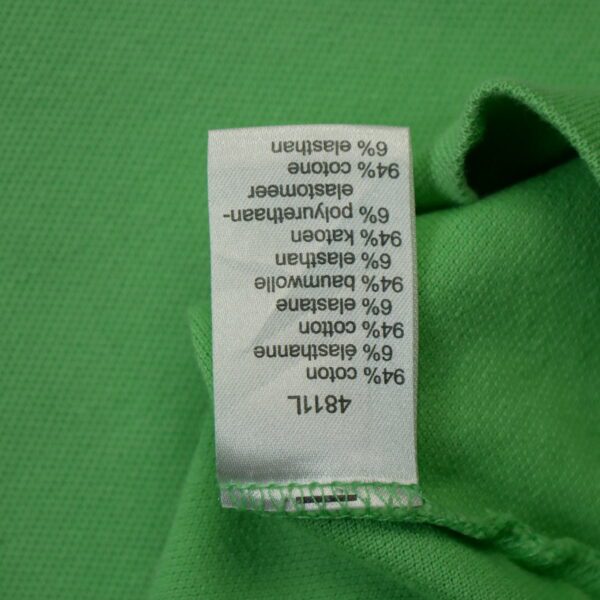 4811L
94% coton
6% élasthanne
94% cotton
6% elastane
94% baumwolle
6% elasthan
94% katoen
6% polyurethaan-
elastomeer
94% cotone
6% elasthan